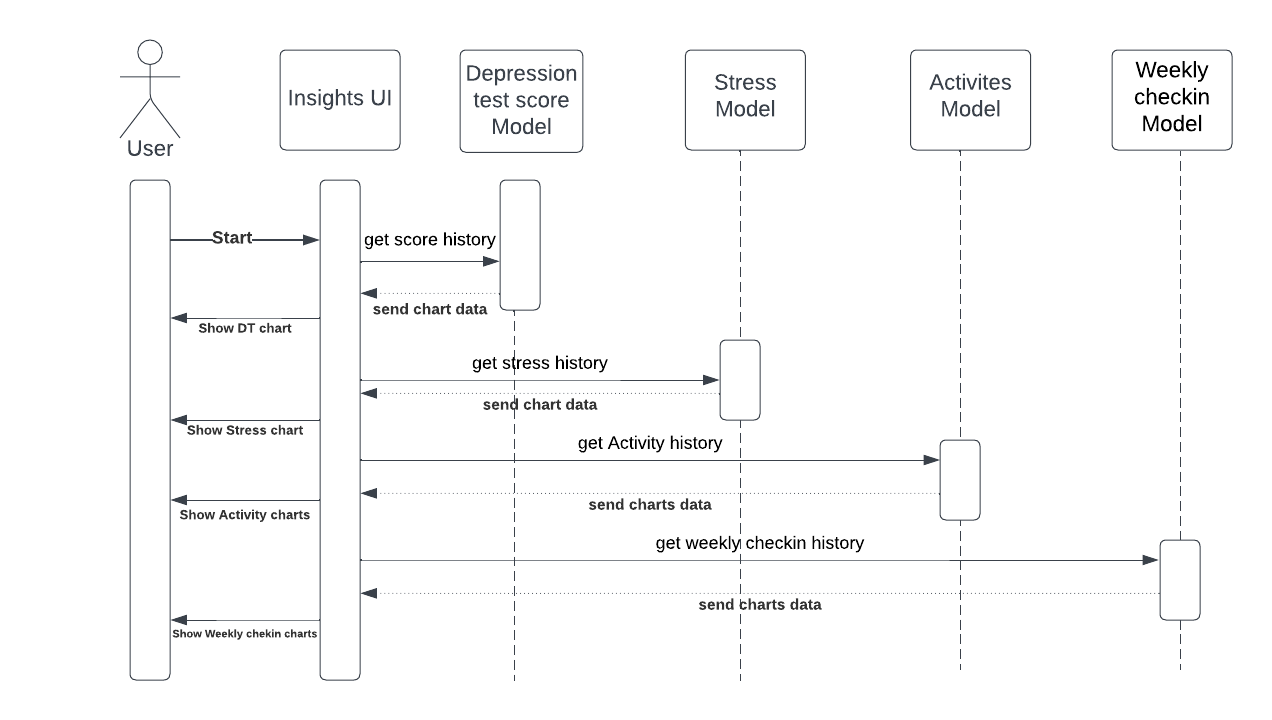 User
Insights UI
Depression
test score
Model
Stress
Model
Activites
Model
Weekly
checkin
Model
Start
get score history
send chart data
Show DT chart
get stress history
send chart data
Show Stress chart
get Activity history
send charts data
Show Activity charts
get weekly checkin history
send charts data
Show Weekly chekin charts